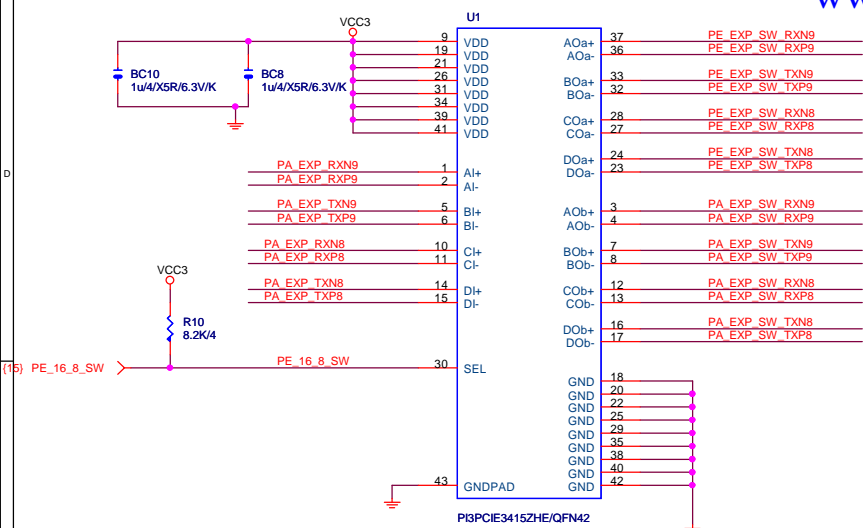 U1
VCC3
BC10
1u/4/X5R/6.3V/K
BC8
1u/4/X5R/6.3V/K
9 VDD
19 VDD
21 VDD
26 VDD
31 VDD
34 VDD
39 VDD
41 VDD
AOa+ 37 PE_EXP_SW_RXN9
AOa- 36 PE_EXP_SW_RXP9
BOa+ 33 PE_EXP_SW_TXN9
BOa- 32 PE_EXP_SW_TXP9
COa+ 28 PE_EXP_SW_RXN8
COa- 27 PE_EXP_SW_RXP8
DOa+ 24 PE_EXP_SW_TXN8
DOa- 23 PE_EXP_SW_TXP8
D
PA_EXP_RXN9 1 AI+
PA_EXP_RXP9 2 AI-
PA_EXP_TXN9 5 BI+
PA_EXP_TXP9 6 BI-
PA_EXP_RXN8 10 CI+
PA_EXP_RXP8 11 CI-
PA_EXP_TXN8 14 DI+
PA_EXP_TXP8 15 DI-
AOb+ 3 PA_EXP_SW_RXN9
AOb- 4 PA_EXP_SW_RXP9
BOb+ 7 PA_EXP_SW_TXN9
BOb- 8 PA_EXP_SW_TXP9
COb+ 12 PA_EXP_SW_RXN8
COb- 13 PA_EXP_SW_RXP8
DOb+ 16 PA_EXP_SW_TXN8
DOb- 17 PA_EXP_SW_TXP8
VCC3
R10
8.2K/4
{15} PE_16_8_SW
PE_16_8_SW 30 SEL
GND 18
GND 20
GND 22
GND 25
GND 29
GND 35
GND 38
GND 40
GND 42
43 GNDPAD
PI3PCIE3415ZHE/QFN42